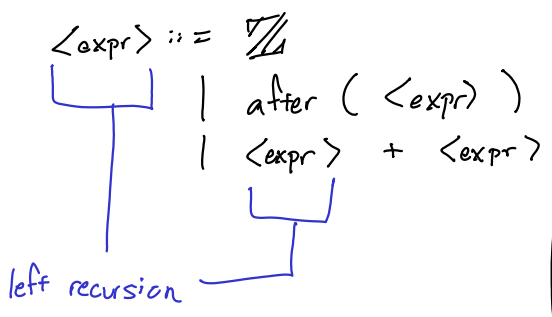 <expr> ::= ℤ
| after ( <expr> )
| <expr> + <expr>
left recursion